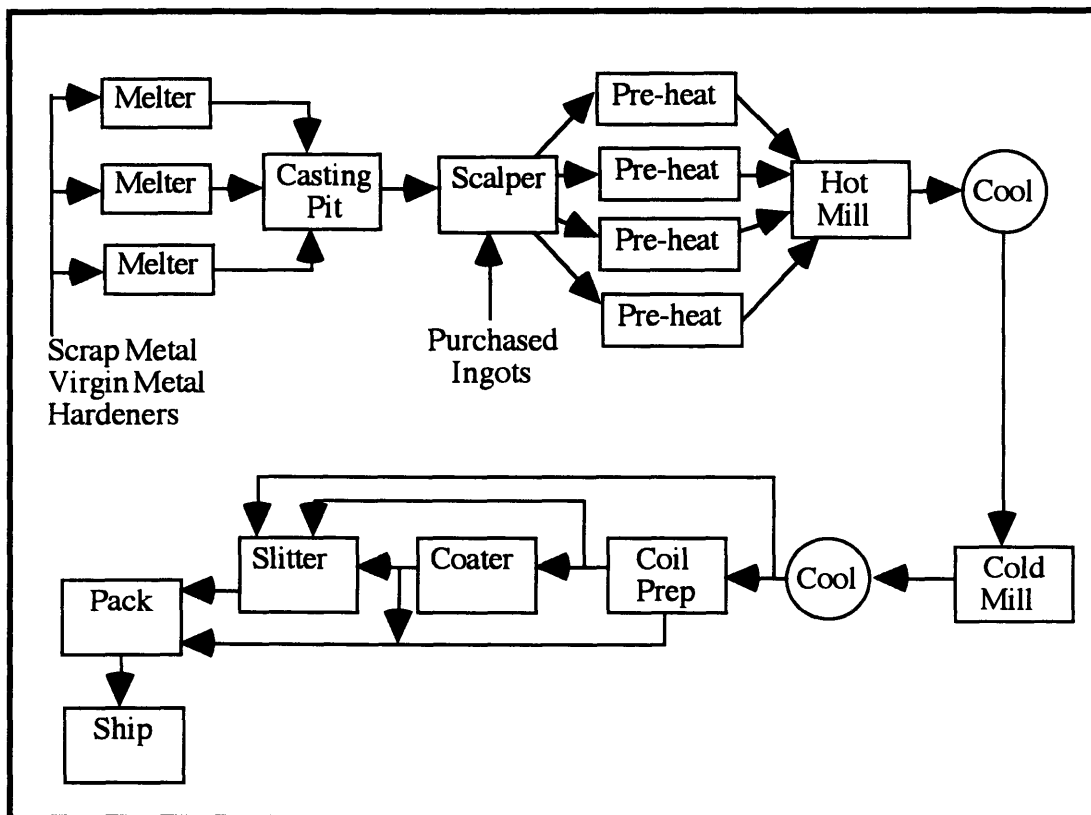 Melter
Melter
Melter
Scrap Metal
Virgin Metal
Hardeners
Casting
Pit
Scalper
Purchased
Ingots
Pre-heat
Pre-heat
Pre-heat
Pre-heat
Hot
Mill
Cool
Cold
Mill
Cool
Coil
Prep
Coater
Slitter
Pack
Ship